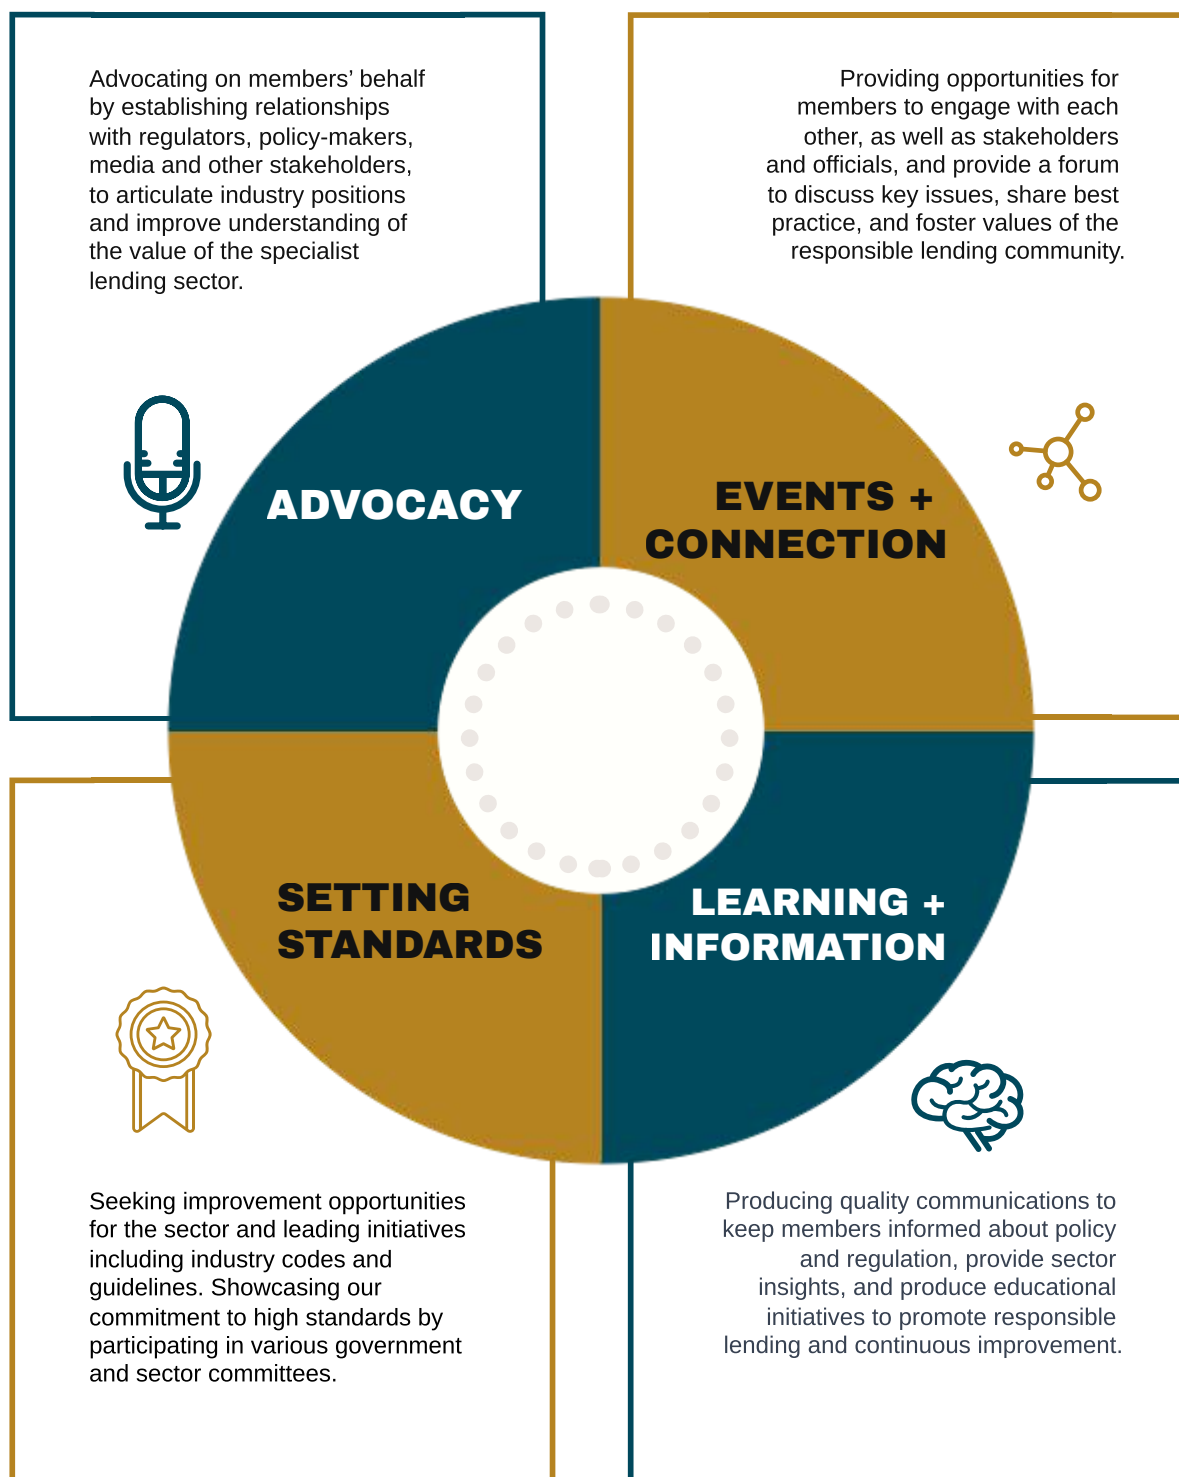 Advocating on members’ behalf
by establishing relationships
with regulators, policy-makers,
media and other stakeholders,
to articulate industry positions
and improve understanding of
the value of the specialist
lending sector.
Providing opportunities for
members to engage with each
other, as well as stakeholders
and officials, and provide a forum
to discuss key issues, share best
practice, and foster values of the
responsible lending community.
ADVOCACY
EVENTS +
CONNECTION
SETTING
STANDARDS
LEARNING +
INFORMATION
Seeking improvement opportunities
for the sector and leading initiatives
including industry codes and
guidelines. Showcasing our
commitment to high standards by
participating in various government
and sector committees.
Producing quality communications to
keep members informed about policy
and regulation, provide sector
insights, and produce educational
initiatives to promote responsible
lending and continuous improvement.